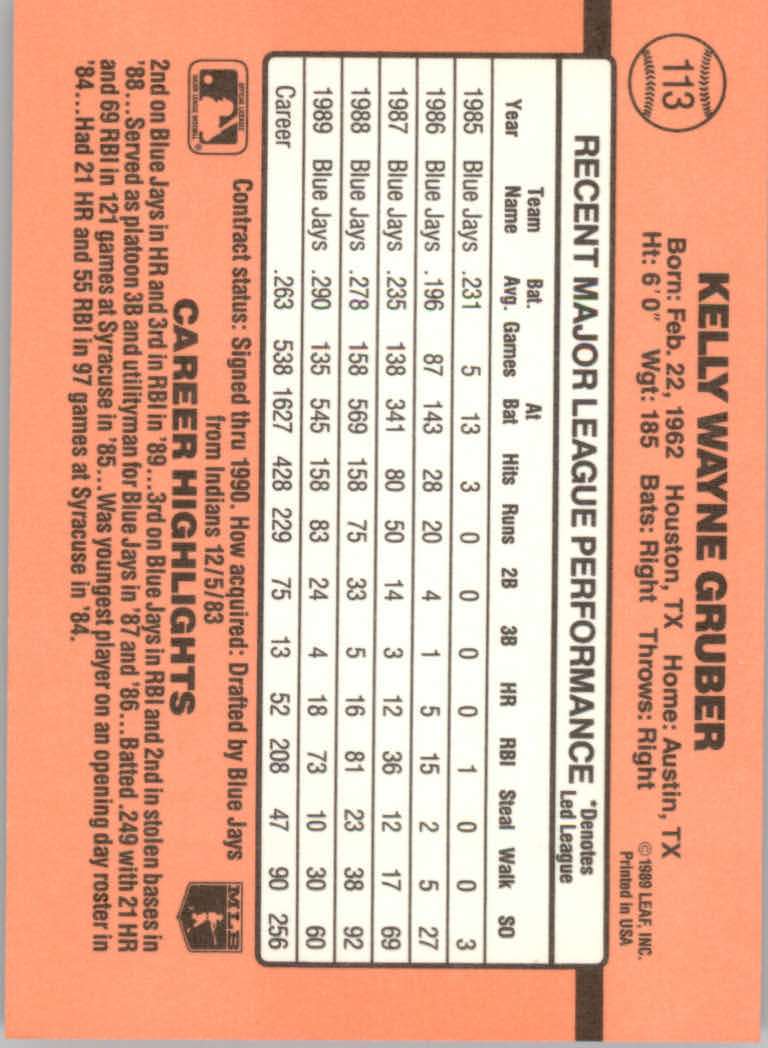 113
KELLY WAYNE GRUBER
Born: Feb. 22, 1962 Houston, TX Home: Austin, TX
Ht: 6' 0" Wgt: 185 Bats: Right Throws: Right
©1989 LEAF, INC.
Printed in USA
RECENT MAJOR LEAGUE PERFORMANCE *Denotes Led League
Year Team Name Bat. Avg. Games At Bat Hits Runs 2B 3B HR RBI Steal Walk SO
1985 Blue Jays .231 5 13 3 0 0 0 0 1 0 0 3
1986 Blue Jays .196 87 143 28 20 4 1 5 15 2 5 27
1987 Blue Jays .235 138 341 80 50 14 3 12 36 12 17 69
1988 Blue Jays .278 158 569 158 75 33 5 16 81 23 38 92
1989 Blue Jays .290 135 545 158 83 24 4 18 73 10 30 60
Career .263 538 1627 428 229 75 13 52 208 47 90 256
OFFICIAL LICENSEE
MAJOR LEAGUE BASEBALL
®
Contract status: Signed thru 1990. How acquired: Drafted by Blue Jays
from Indians 12/5/83
MLB
CAREER HIGHLIGHTS
2nd on Blue Jays in HR and 3rd in RBI in '89...3rd on Blue Jays in RBI and 2nd in stolen bases in
'88...Served as platoon 3B and utilityman for Blue Jays in '87 and '86...Batted .249 with 21 HR
and 69 RBI in 121 games at Syracuse in '85...Was youngest player on an opening day roster in
'84...Had 21 HR and 55 RBI in 97 games at Syracuse in '84.